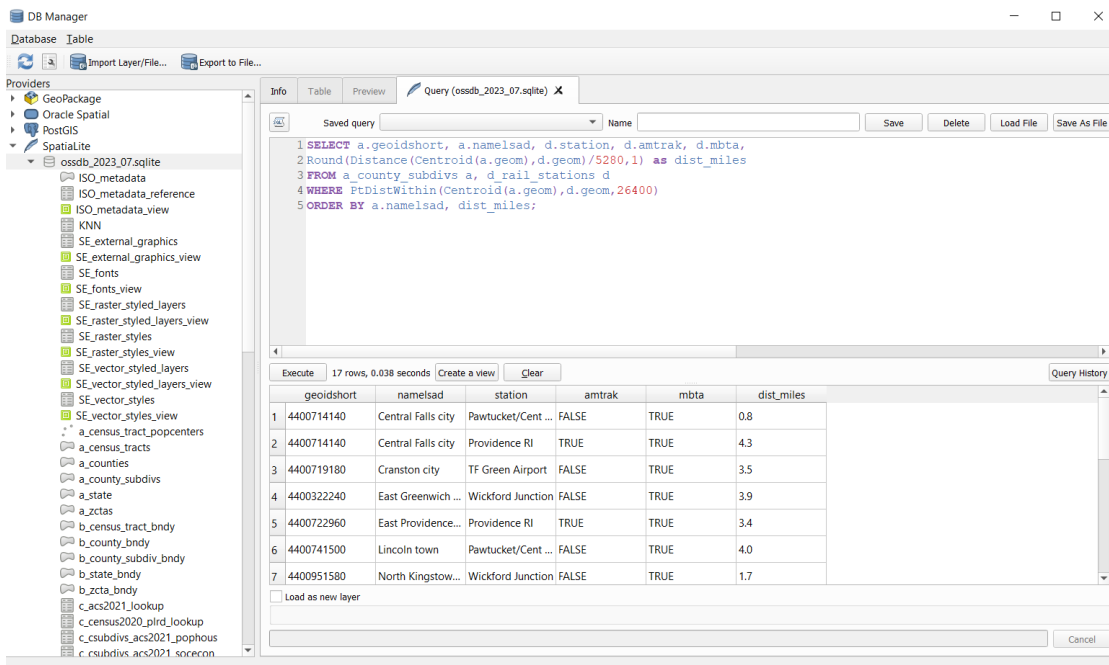 DB Manager
Database Table
Import Layer/File... Export to File...
Providers
GeoPackage
Oracle Spatial
PostGIS
SpatiaLite
ossdb_2023_07.sqlite
ISO_metadata
ISO_metadata_reference
ISO_metadata_view
KNN
SE_external_graphics
SE_external_graphics_view
SE_fonts
SE_fonts_view
SE_raster_styled_layers
SE_raster_styled_layers_view
SE_raster_styles
SE_raster_styles_view
SE_vector_styled_layers
SE_vector_styled_layers_view
SE_vector_styles
SE_vector_styles_view
a_census_tract_popcenters
a_census_tracts
a_counties
a_county_subdivs
a_state
a_zctas
b_census_tract_bndy
b_county_bndy
b_county_subdiv_bndy
b_state_bndy
b_zcta_bndy
c_acs2021_lookup
c_census2020_plrd_lookup
c_csubdivs_acs2021_pophous
c_csubdivs_acs2021_socecon
Info Table Preview Query (ossdb_2023_07.sqlite) X
Saved query Name Save Delete Load File Save As File
1 SELECT a.geoidshort, a.namelsad, d.station, d.amtrak, d.mbta,
2 Round(Distance(Centroid(a.geom),d.geom)/5280,1) as dist_miles
3 FROM a_county_subdivs a, d_rail_stations d
4 WHERE PtDistWithin(Centroid(a.geom),d.geom,26400)
5 ORDER BY a.namelsad, dist_miles;
Execute 17 rows, 0.038 seconds Create a view Clear Query History
geoidshort namelsad station amtrak mbta dist_miles
1 4400714140 Central Falls city Pawtucket/Cent ... FALSE TRUE 0.8
2 4400714140 Central Falls city Providence RI TRUE TRUE 4.3
3 4400719180 Cranston city TF Green Airport FALSE TRUE 3.5
4 4400322240 East Greenwich ... Wickford Junction FALSE TRUE 3.9
5 4400722960 East Providence... Providence RI TRUE TRUE 3.4
6 4400741500 Lincoln town Pawtucket/Cent ... FALSE TRUE 4.0
7 4400951580 North Kingstow... Wickford Junction FALSE TRUE 1.7
Load as new layer
Cancel